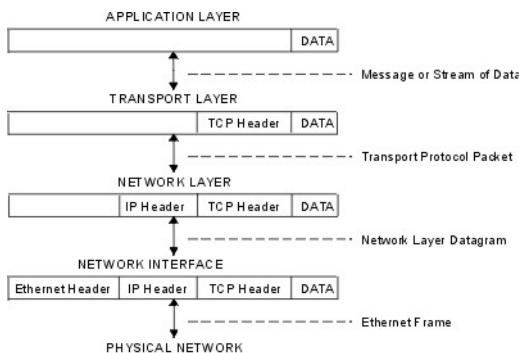 APPLICATION LAYER
DATA
Message or Stream of Data
TRANSPORT LAYER
TCP Header DATA
Transport Protocol Packet
NETWORK LAYER
IP Header TCP Header DATA
Network Layer Datagram
NETWORK INTERFACE
Ethernet Header IP Header TCP Header DATA
Ethernet Frame
PHYSICAL NETWORK